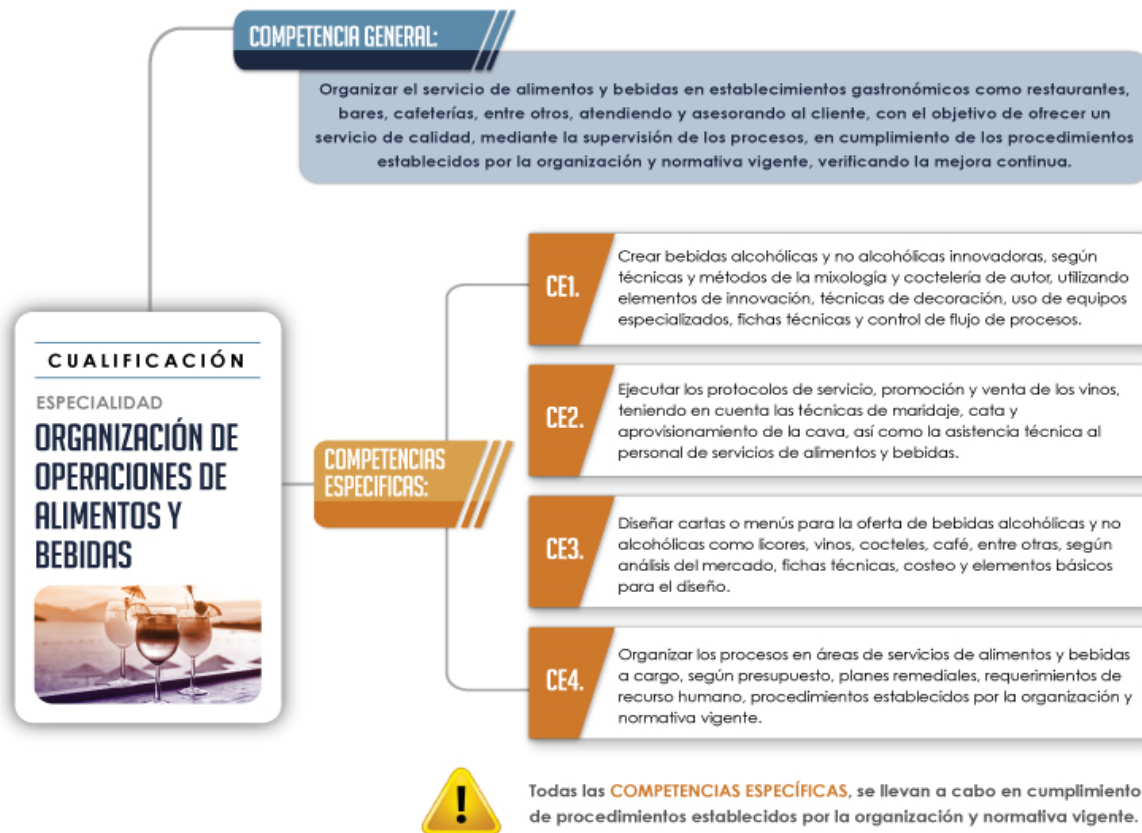 COMPETENCIA GENERAL:
Organizar el servicio de alimentos y bebidas en establecimientos gastronómicos como restaurantes,
bares, cafeterías, entre otros, atendiendo y asesorando al cliente, con el objetivo de ofrecer un
servicio de calidad, mediante la supervisión de los procesos, en cumplimiento de los procedimientos
establecidos por la organización y normativa vigente, verificando la mejora continua.
CUALIFICACIÓN
ESPECIALIDAD
ORGANIZACIÓN DE
OPERACIONES DE
ALIMENTOS Y
BEBIDAS
COMPETENCIAS
ESPECIFICAS:
CE1.
Crear bebidas alcohólicas y no alcohólicas innovadoras, según
técnicas y métodos de la mixología y coctelería de autor, utilizando
elementos de innovación, técnicas de decoración, uso de equipos
especializados, fichas técnicas y control de flujo de procesos.
CE2.
Ejecutar los protocolos de servicio, promoción y venta de los vinos,
teniendo en cuenta las técnicas de maridaje, cata y
aprovisionamiento de la cava, así como la asistencia técnica al
personal de servicios de alimentos y bebidas.
CE3.
Diseñar cartas o menús para la oferta de bebidas alcohólicas y no
alcohólicas como licores, vinos, cocteles, café, entre otras, según
análisis del mercado, fichas técnicas, costeo y elementos básicos
para el diseño.
CE4.
Organizar los procesos en áreas de servicios de alimentos y bebidas
a cargo, según presupuesto, planes remediales, requerimientos de
recurso humano, procedimientos establecidos por la organización y
normativa vigente.
Todas las COMPETENCIAS ESPECÍFICAS, se llevan a cabo en cumplimiento
de procedimientos establecidos por la organización y normativa vigente.